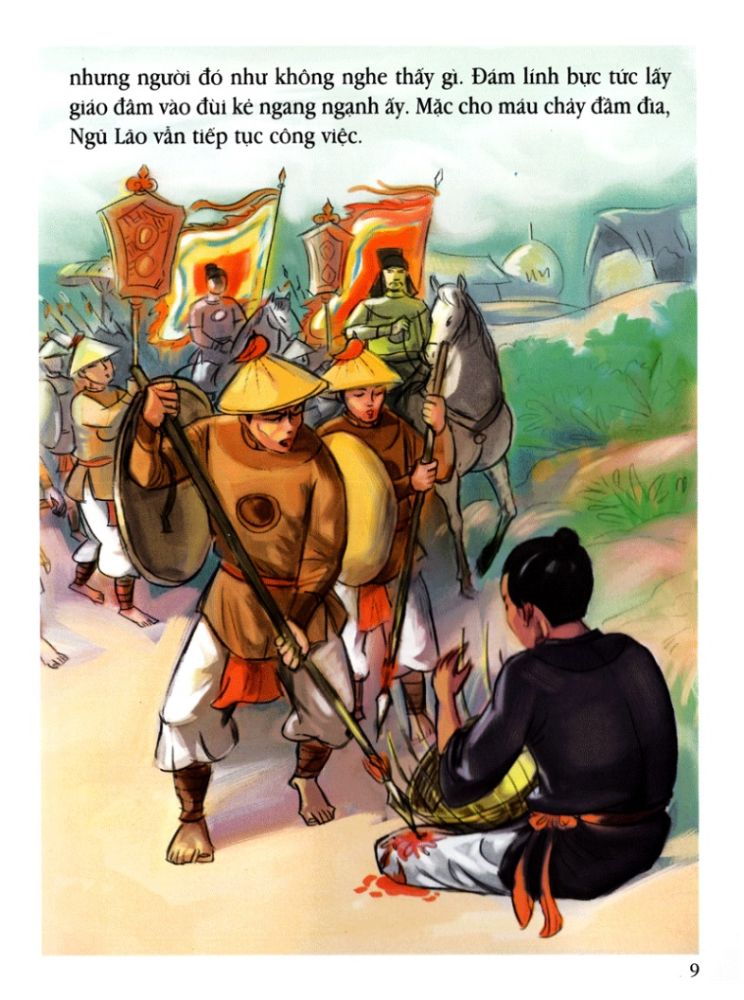 nhưng người đó như không nghe thấy gì. Đám lính bực tức lấy
giáo đâm vào đùi kẻ ngang ngạnh ấy. Mặc cho máu chảy đầm đìa,
Ngũ Lão vẫn tiếp tục công việc.
9